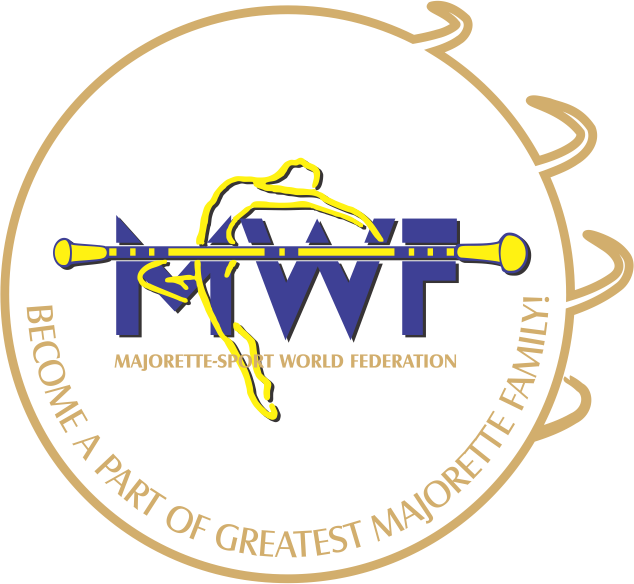 MWF
MAJORETTE-SPORT WORLD FEDERATION
BECOME A PART OF GREATEST MAJORETTE FAMILY!